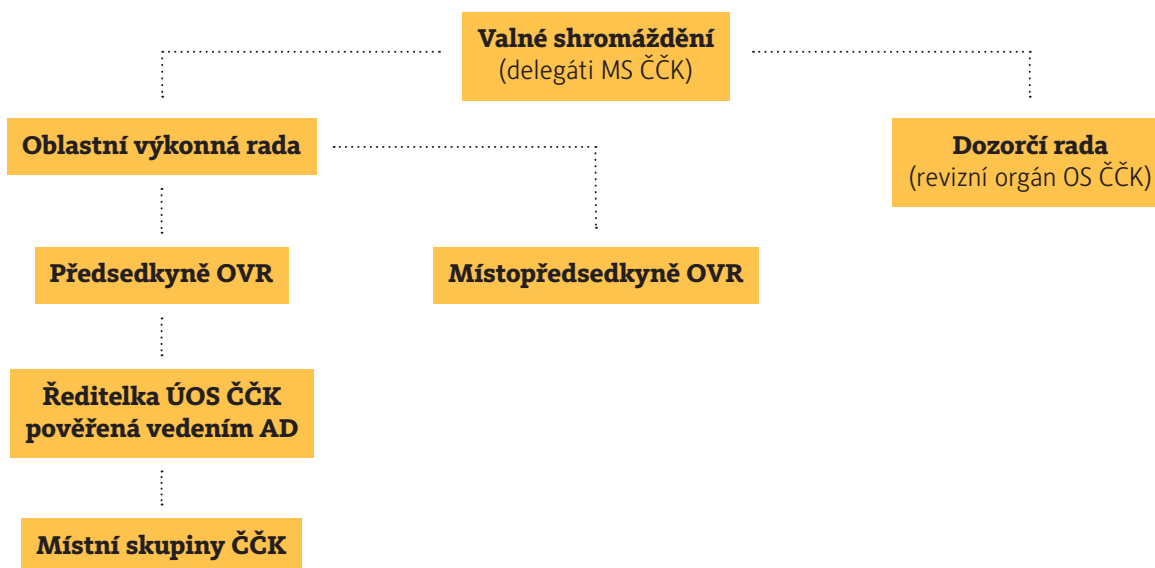 Valné shromáždění
(delegáti MS ČČK)
Oblastní výkonná rada
Dozorčí rada
(revizní orgán OS ČČK)
Předsedkyně OVR
Místopředsedkyně OVR
Ředitelka ÚOS ČČK
pověřená vedením AD
Místní skupiny ČČK